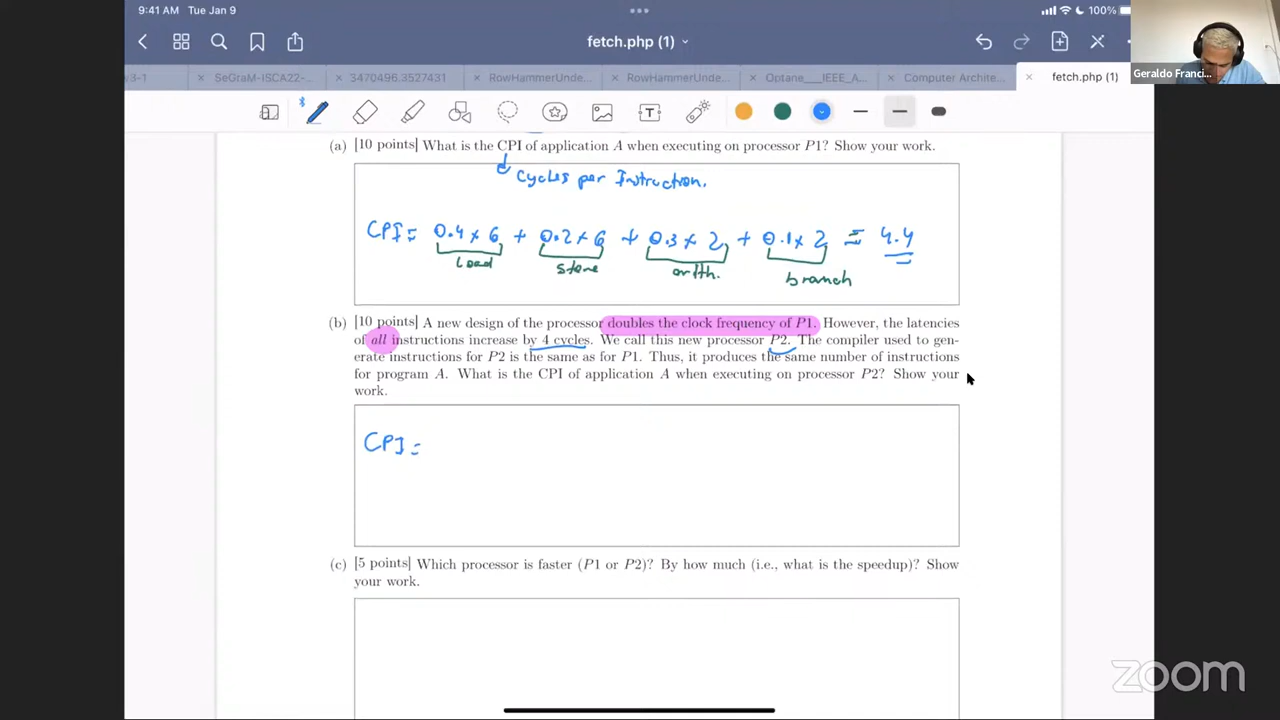 9:41 AM Tue Jan 9
100%
fetch.php (1)
w3-1
SeGraM-ISCA22-...
3470496.3527431
RowHammerUnde...
RowHammerUnde...
Optane___IEEE_A...
Computer Archite...
fetch.php (1)
Geraldo Franci...
(a) [10 points] What is the CPI of application A when executing on processor P1? Show your work.
Cycles per Instruction.
CPI = 0.4 x 6 + 0.2 x 6 + 0.3 x 2 + 0.1 x 2 = 4.4
load store arith. branch
(b) [10 points] A new design of the processor doubles the clock frequency of P1. However, the latencies
of all instructions increase by 4 cycles. We call this new processor P2. The compiler used to gen-
erate instructions for P2 is the same as for P1. Thus, it produces the same number of instructions
for program A. What is the CPI of application A when executing on processor P2? Show your
work.
CPI =
(c) [5 points] Which processor is faster (P1 or P2)? By how much (i.e., what is the speedup)? Show
your work.
zoom